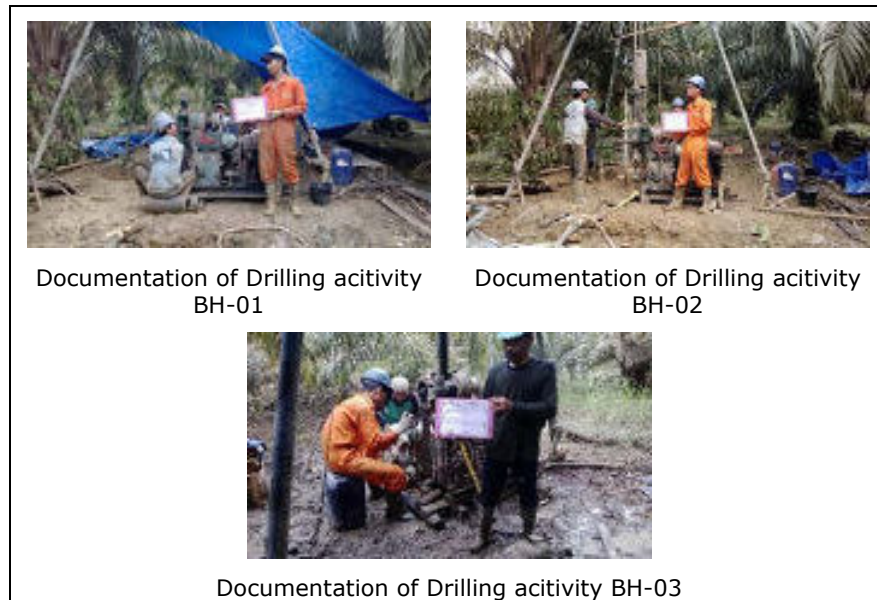 Documentation of Drilling acitivity
BH-01
Documentation of Drilling acitivity
BH-02
Documentation of Drilling acitivity BH-03